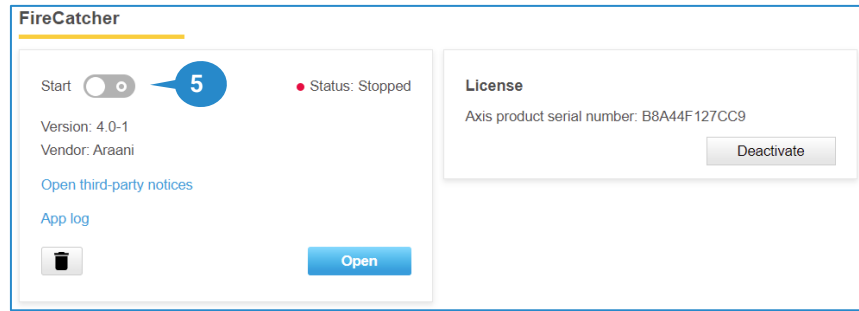 FireCatcher
Start
5
Status: Stopped
Version: 4.0-1
Vendor: Araani
Open third-party notices
App log
Open
License
Axis product serial number: B8A44F127CC9
Deactivate